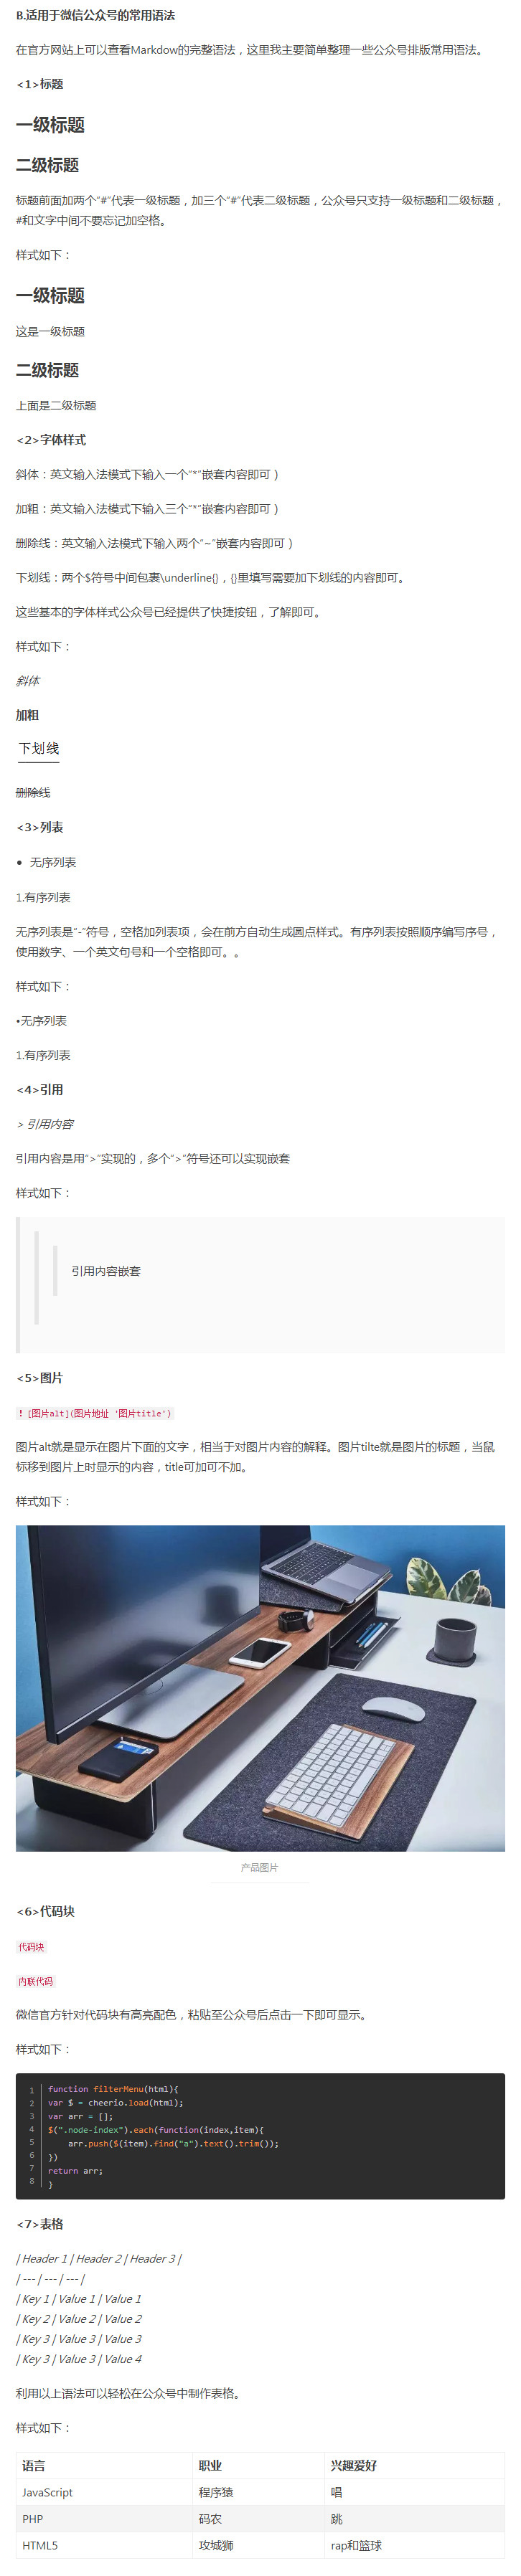 B.适用于微信公众号的常用语法
在官方网站上可以查看Markdow的完整语法，这里我主要简单整理一些公众号排版常用语法。
<1>标题
一级标题
二级标题
标题前面加两个“#”代表一级标题，加三个“#”代表二级标题，公众号只支持一级标题和二级标题，
#和文字中间不要忘记加空格。
样式如下：
一级标题
这是一级标题
二级标题
上面是二级标题
<2>字体样式
斜体：英文输入法模式下输入一个“*”嵌套内容即可）
加粗：英文输入法模式下输入三个“*”嵌套内容即可）
删除线：英文输入法模式下输入两个“~”嵌套内容即可）
下划线：两个$符号中间包裹\underline{}，{}里填写需要加下划线的内容即可。
这些基本的字体样式公众号已经提供了快捷按钮，了解即可。
样式如下：
斜体
加粗
下划线
删除线
<3>列表
• 无序列表
1.有序列表
无序列表是“-”符号，空格加列表项，会在前方自动生成圆点样式。有序列表按照顺序编写序号，
使用数字、一个英文句号和一个空格即可。。
样式如下：
•无序列表
1.有序列表
<4>引用
> 引用内容
引用内容是用“>”实现的，多个“>”符号还可以实现嵌套
样式如下：
引用内容嵌套
<5>图片
！[图片alt](图片地址 '图片title')
图片alt就是显示在图片下面的文字，相当于对图片内容的解释。图片tilte就是图片的标题，当鼠
标移到图片上时显示的内容，title可加可不加。
样式如下：
产品图片
<6>代码块
代码块
内联代码
微信官方针对代码块有高亮配色，粘贴至公众号后点击一下即可显示。
样式如下：
1 function filterMenu(html){
2 var $ = cheerio.load(html);
3 var arr = [];
4 $(".node-index").each(function(index,item){
5 arr.push($(item).find("a").text().trim());
6 })
7 return arr;
8 }
<7>表格
| Header 1 | Header 2 | Header 3 |
| --- | --- | --- |
| Key 1 | Value 1 | Value 1
| Key 2 | Value 2 | Value 2
| Key 3 | Value 3 | Value 3
| Key 3 | Value 3 | Value 4
利用以上语法可以轻松在公众号中制作表格。
样式如下：
语言 职业 兴趣爱好
JavaScript 程序猿 唱
PHP 码农 跳
HTML5 攻城狮 rap和篮球